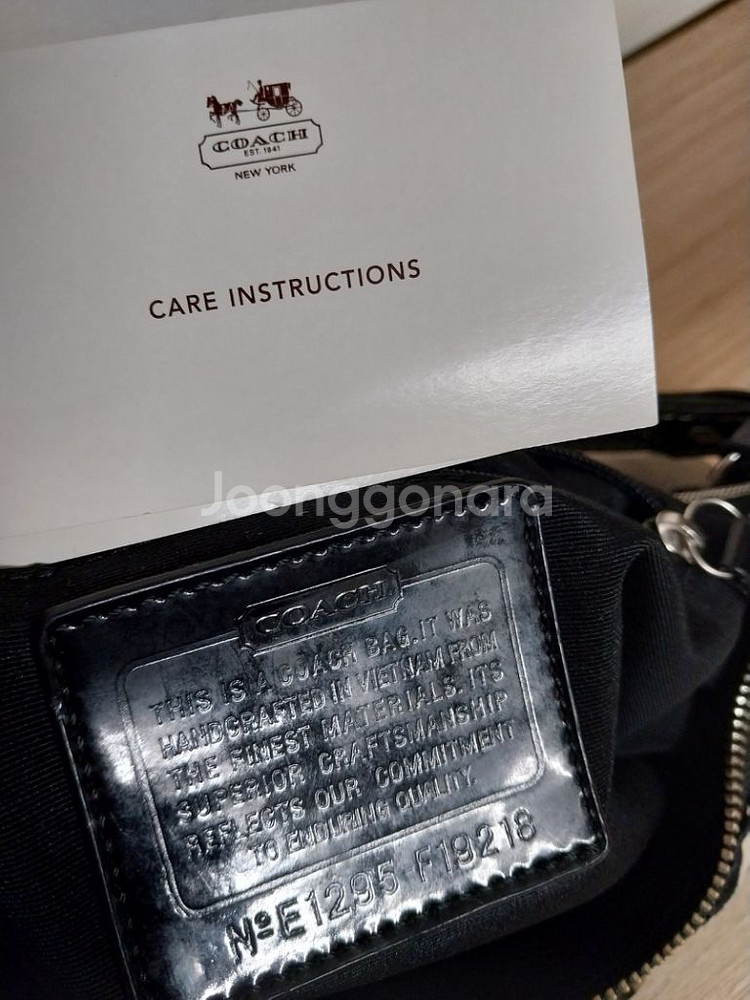 COACH
EST. 1941
NEW YORK
CARE INSTRUCTIONS
Joonggonara
COACH
THIS IS A COACH BAG. IT WAS
HANDCRAFTED IN VIETNAM FROM
THE FINEST MATERIALS. ITS
SUPERIOR CRAFTSMANSHIP
REFLECTS OUR COMMITMENT
TO ENDURING QUALITY.
Nº E1295-F19218